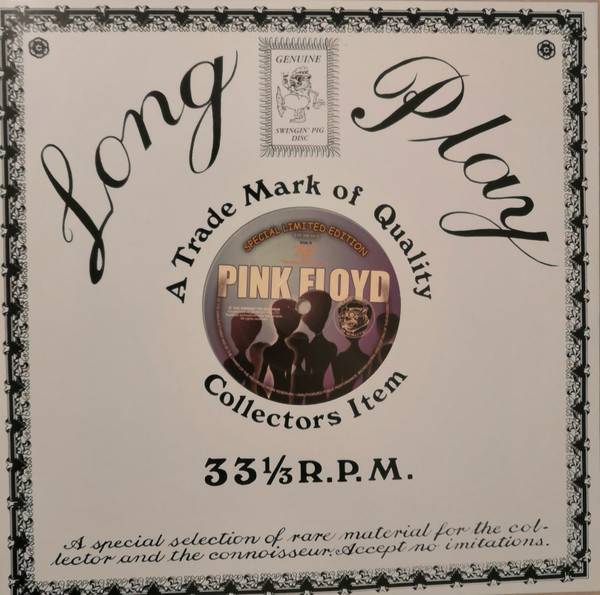 Long Play
GENUINE
SWINGIN' PIG
DISC
A Trade Mark of Quality
SPECIAL LIMITED EDITION
PINK FLOYD
Collectors Item
33⅓ R.P.M.
A special selection of rare material for the col-
lector and the connoisseur. Accept no imitations.